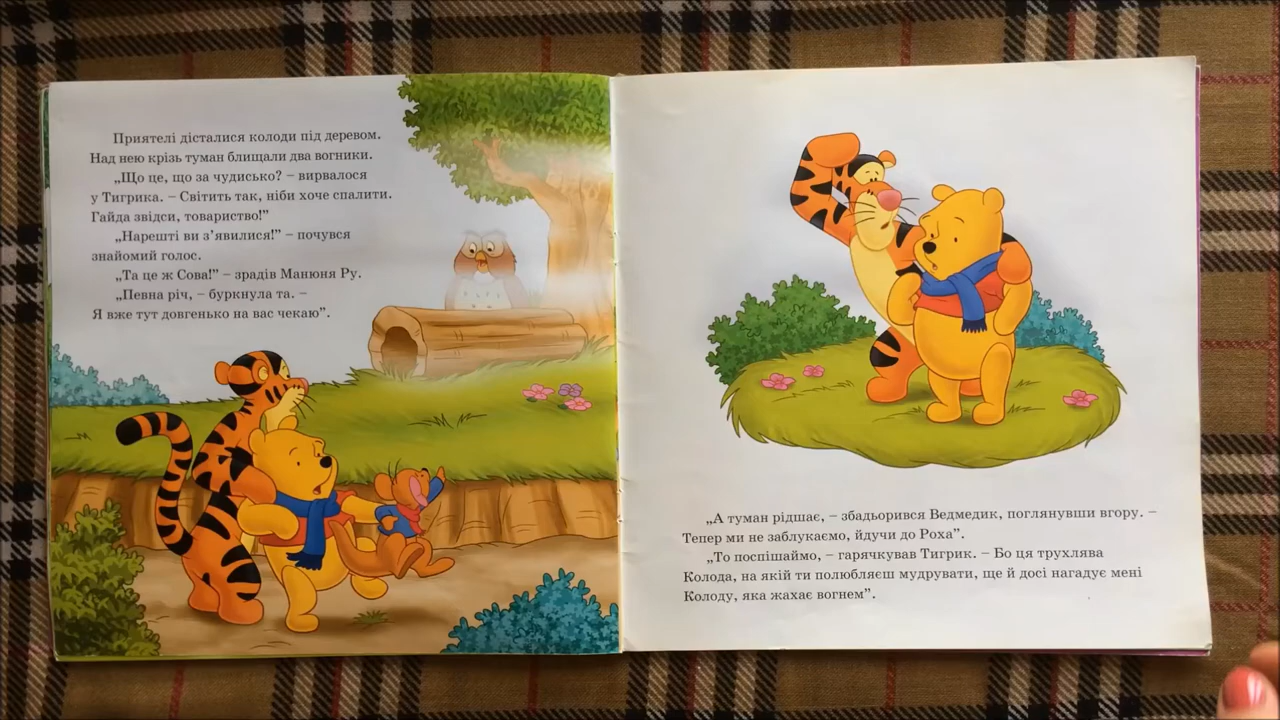 Приятелі дісталися колоди під деревом.
Над нею крізь туман блищали два вогники.
„Що це, що за чудисько? – вирвалося
у Тигрика. – Світить так, ніби хоче спалити.
Гайда звідси, товариство!”
„Нарешті ви з’явилися!” – почувся
знайомий голос.
„Та це ж Сова!” – зрадів Манюня Ру.
„Певна річ, – буркнула та. –
Я вже тут довгенько на вас чекаю”.
„А туман рідшає, – збадьорився Ведмедик, поглянувши вгору. –
Тепер ми не заблукаємо, йдучи до Роха”.
„То поспішаймо, – гарячкував Тигрик. – Бо ця трухлява
Колода, на якій ти полюбляєш мудрувати, ще й досі нагадує мені
Колоду, яка жахає вогнем”.